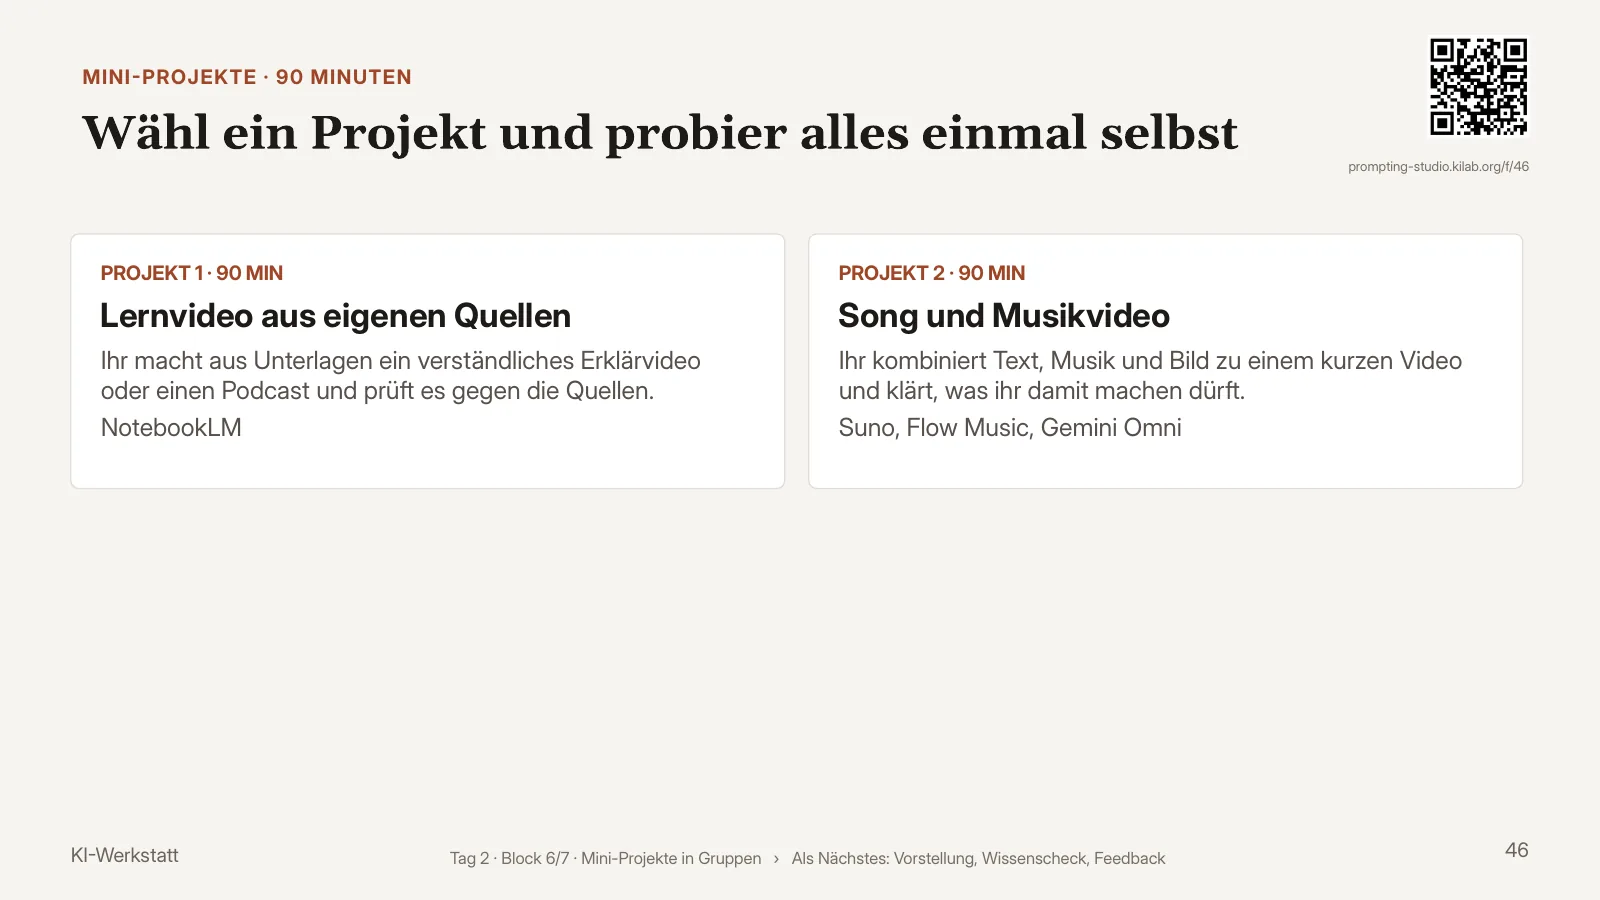 MINI-PROJEKTE · 90 MINUTEN
Wähl ein Projekt und probier alles einmal selbst
prompting-studio.kilab.org/f/46
PROJEKT 1 · 90 MIN
Lernvideo aus eigenen Quellen
Ihr macht aus Unterlagen ein verständliches Erklärvideo
oder einen Podcast und prüft es gegen die Quellen.
NotebookLM
PROJEKT 2 · 90 MIN
Song und Musikvideo
Ihr kombiniert Text, Musik und Bild zu einem kurzen Video
und klärt, was ihr damit machen dürft.
Suno, Flow Music, Gemini Omni
KI-Werkstatt
Tag 2 · Block 6/7 · Mini-Projekte in Gruppen › Als Nächstes: Vorstellung, Wissenscheck, Feedback
46